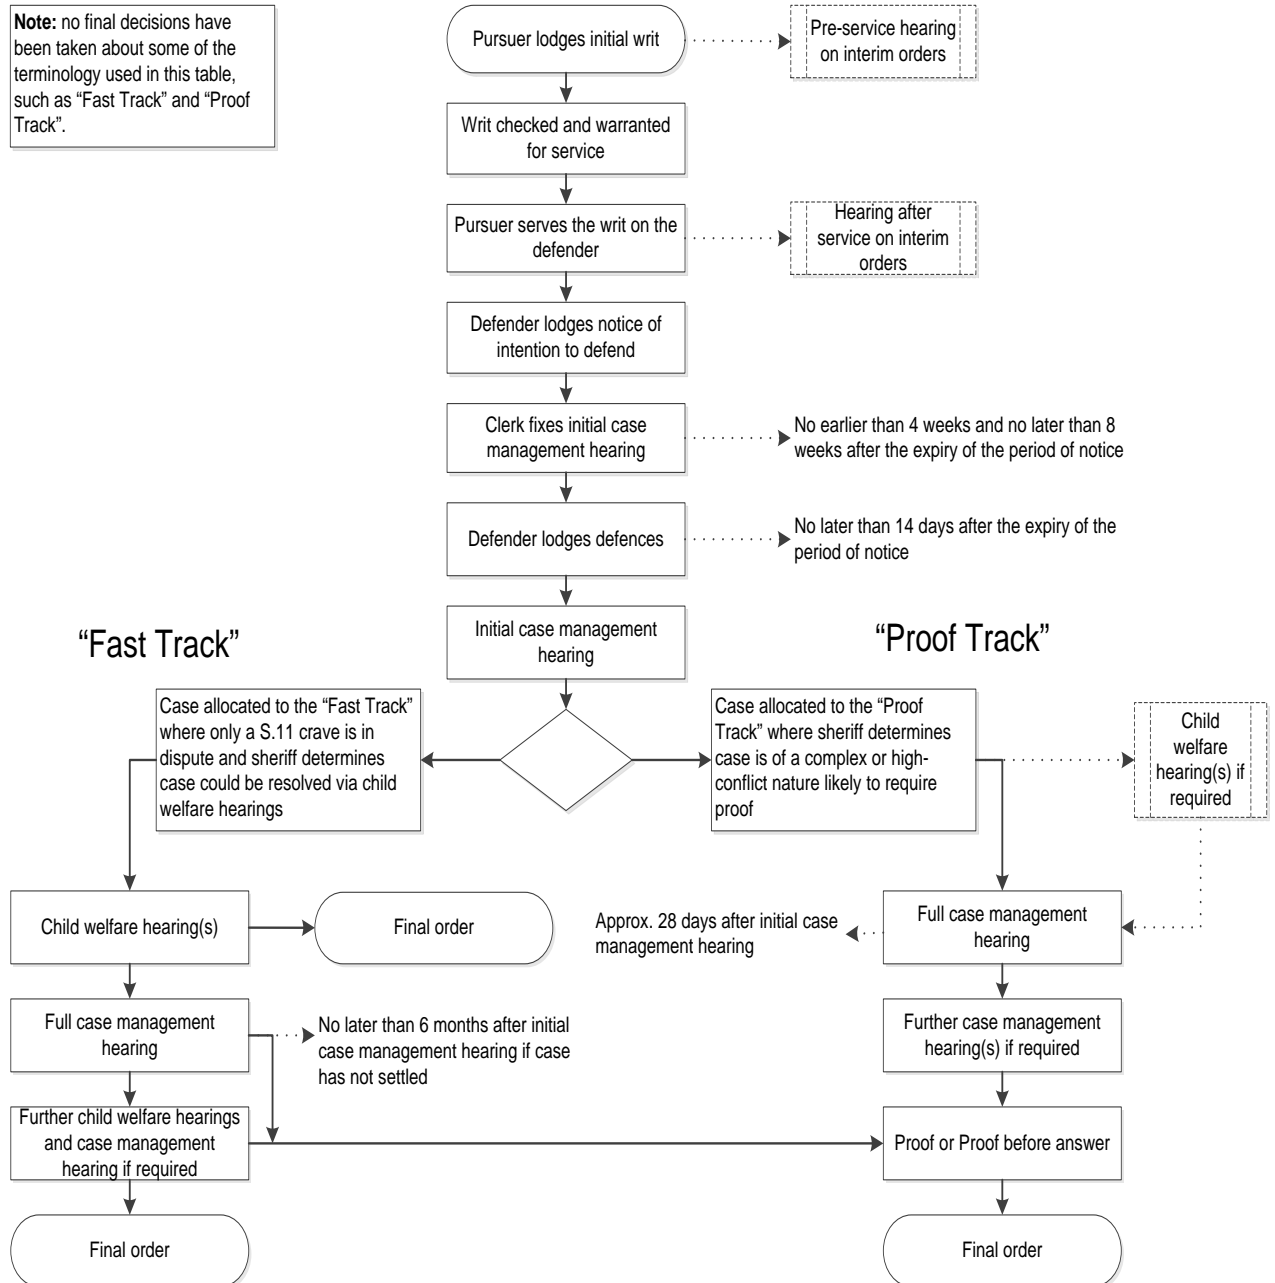 Note: no final decisions have
been taken about some of the
terminology used in this table,
such as “Fast Track” and “Proof
Track”.
Pursuer lodges initial writ
Pre-service hearing
on interim orders
Writ checked and warranted
for service
Pursuer serves the writ on the
defender
Hearing after
service on interim
orders
Defender lodges notice of
intention to defend
Clerk fixes initial case
management hearing
No earlier than 4 weeks and no later than 8
weeks after the expiry of the period of notice
Defender lodges defences
No later than 14 days after the expiry of the
period of notice
Initial case management
hearing
“Fast Track”
“Proof Track”
Case allocated to the “Fast Track”
where only a S.11 crave is in
dispute and sheriff determines
case could be resolved via child
welfare hearings
Case allocated to the “Proof
Track” where sheriff determines
case is of a complex or high-
conflict nature likely to require
proof
Child
welfare
hearing(s) if
required
Child welfare hearing(s)
Final order
Approx. 28 days after initial case
management hearing
Full case management
hearing
Full case management
hearing
No later than 6 months after initial
case management hearing if case
has not settled
Further case management
hearing(s) if required
Further child welfare hearings
and case management
hearing if required
Proof or Proof before answer
Final order
Final order